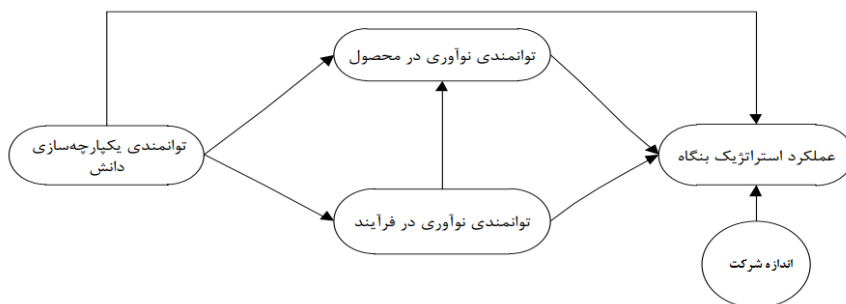 توانمندی نوآوری در محصول
توانمندی یکپارچه‌سازی
دانش
عملکرد استراتژیک بنگاه
توانمندی نوآوری در فرآیند
اندازه شرکت